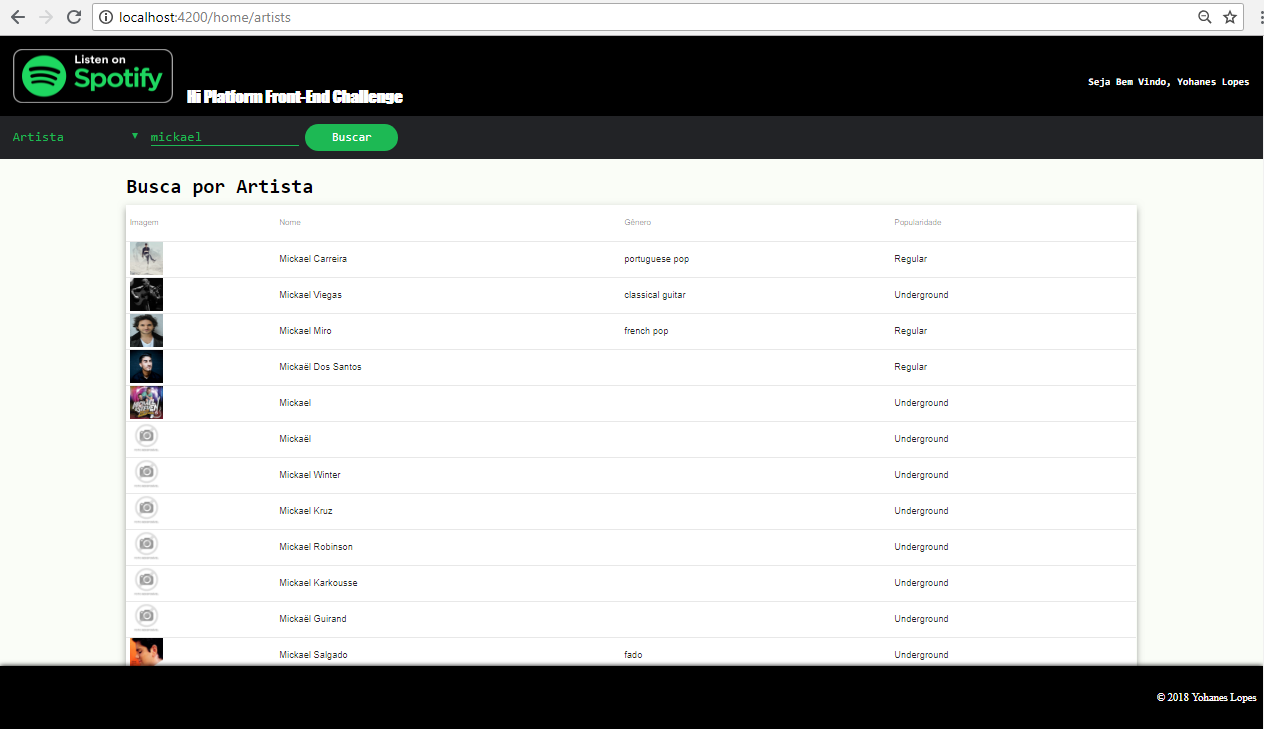 localhost:4200/home/artists
Listen on
Spotify
Hi Platform Front-End Challenge
Seja Bem Vindo, Yohanes Lopes
Artista
mickael
Buscar
Busca por Artista
Imagem Nome Gênero Popularidade
Mickael Carreira portuguese pop Regular
Mickael Viegas classical guitar Underground
Mickael Miro french pop Regular
Mickaël Dos Santos Regular
Mickael Underground
Mickaël Underground
Mickael Winter Underground
Mickael Kruz Underground
Mickael Robinson Underground
Mickael Karkousse Underground
Mickaël Guirand Underground
Mickael Salgado fado Underground
© 2018 Yohanes Lopes